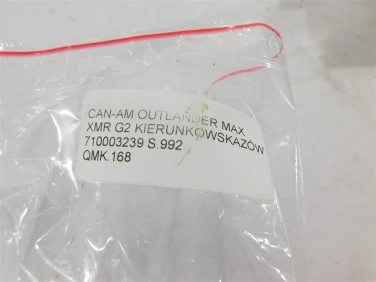 CAN-AM OUTLANDER MAX
XMR G2 KIERUNKOWSKAZÓW
710003239 S.992
QMK.168